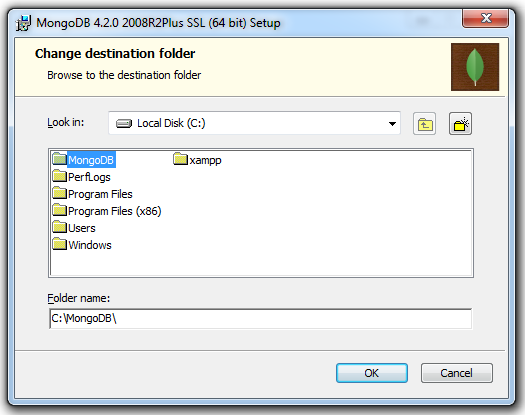 MongoDB 4.2.0 2008R2Plus SSL (64 bit) Setup
Change destination folder
Browse to the destination folder
Look in: Local Disk (C:)
MongoDB xampp
PerfLogs
Program Files
Program Files (x86)
Users
Windows
Folder name:
C:\MongoDB\
OK Cancel